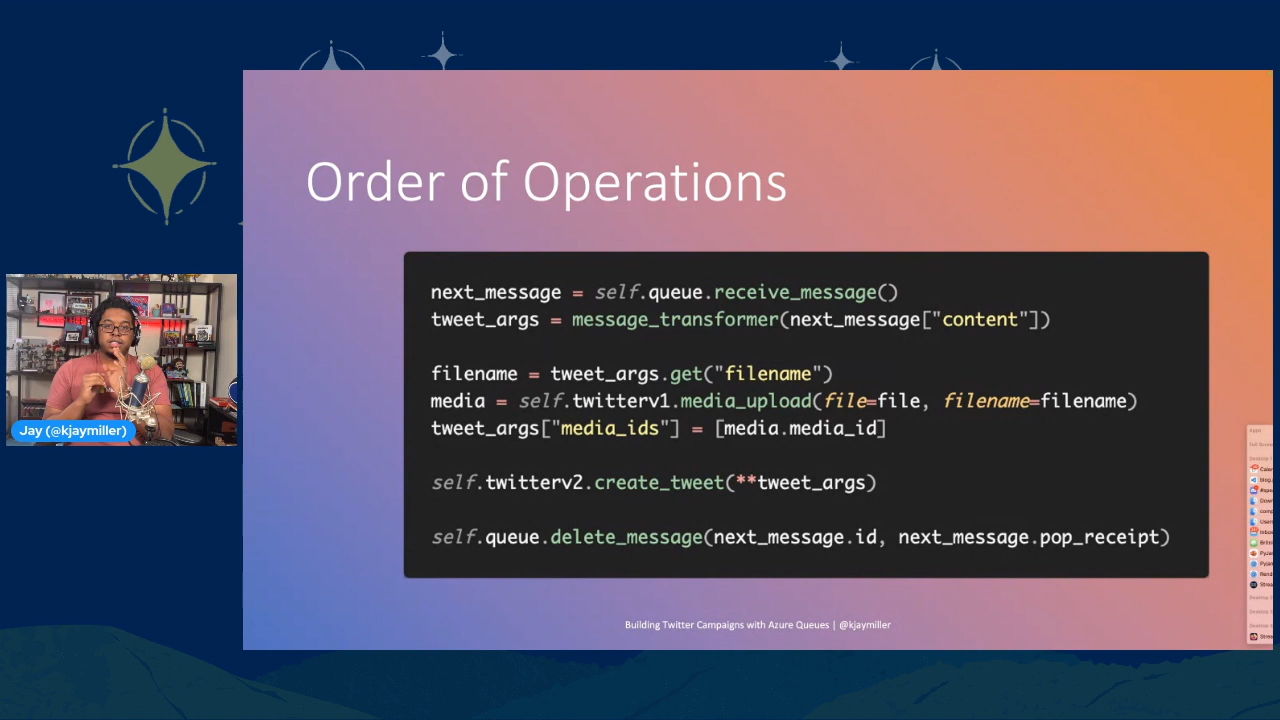 Order of Operations
next_message = self.queue.receive_message()
tweet_args = message_transformer(next_message["content"])
filename = tweet_args.get("filename")
media = self.twitterv1.media_upload(file=file, filename=filename)
tweet_args["media_ids"] = [media.media_id]
self.twitterv2.create_tweet(**tweet_args)
self.queue.delete_message(next_message.id, next_message.pop_receipt)
Building Twitter Campaigns with Azure Queues | @kjaymiller
Jay (@kjaymiller)